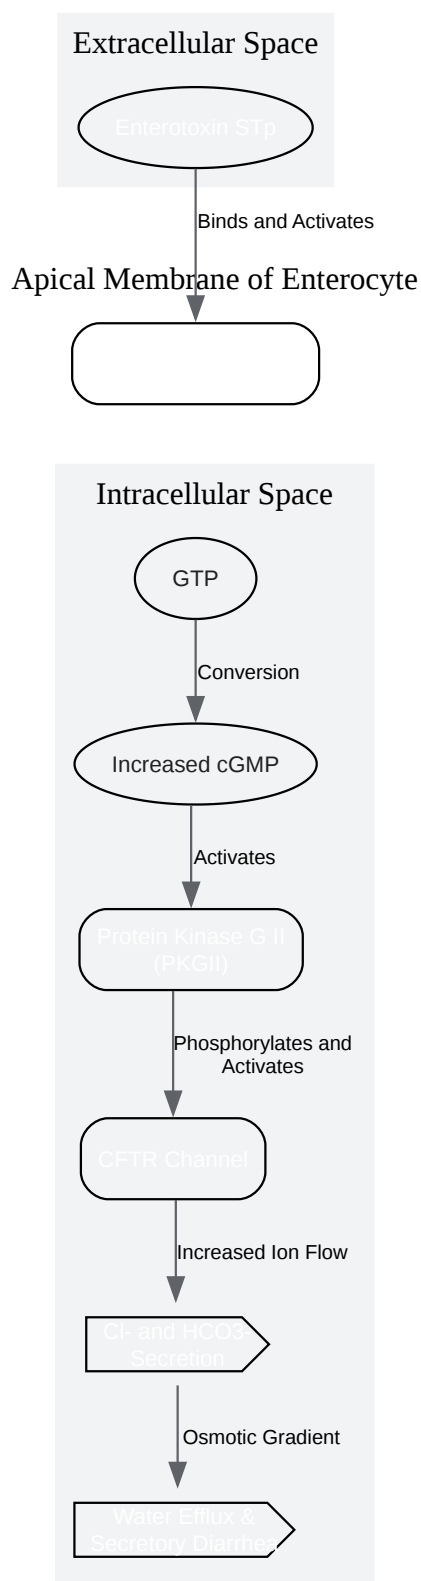 Extracellular Space
Enterotoxin STp
Binds and Activates
Apical Membrane of Enterocyte
Intracellular Space
GTP
Conversion
Increased cGMP
Activates
Protein Kinase G II
(PKGII)
Phosphorylates and
Activates
CFTR Channel
Increased Ion Flow
Cl- and HCO3-
Secretion
Osmotic Gradient
Water Efflux &
Secretory Diarrhea